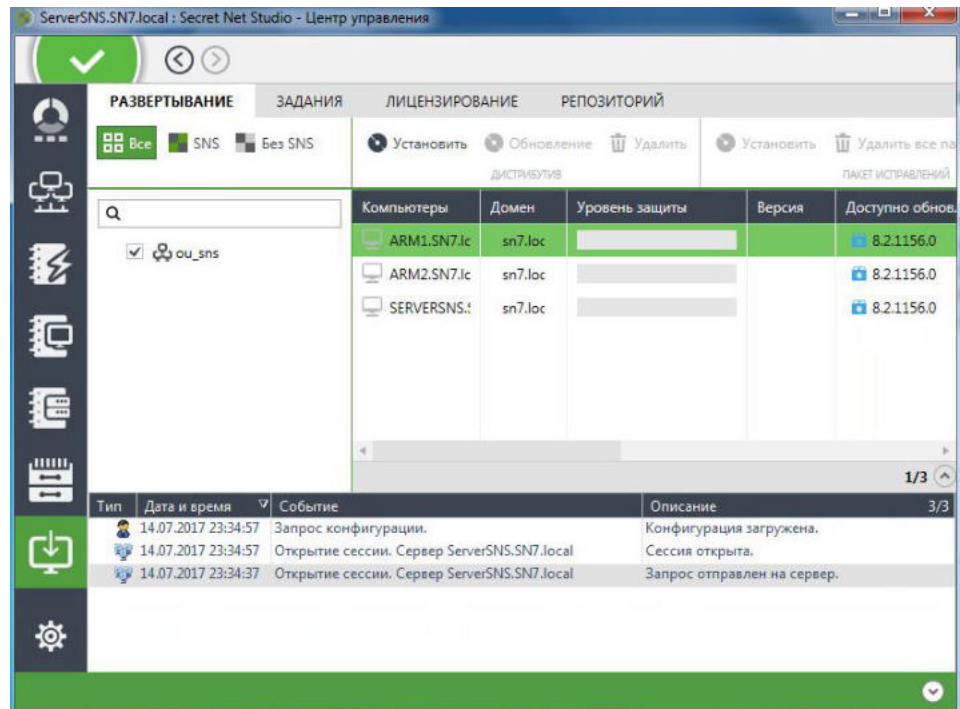 ServerSNS.SN7.local : Secret Net Studio - Центр управления
РАЗВЕРТЫВАНИЕ ЗАДАНИЯ ЛИЦЕНЗИРОВАНИЕ РЕПОЗИТОРИЙ
Все SNS Без SNS Установить Обновление Удалить Установить Удалить все па
ДИСТРИБУТИВ ПАКЕТ ИСПРАВЛЕНИЙ
Компьютеры Домен Уровень защиты Версия Доступно обнов.
ARM1.SN7.lc sn7.loc 8.2.1156.0
ou_sns
ARM2.SN7.lc sn7.loc 8.2.1156.0
SERVERSNS.S sn7.loc 8.2.1156.0
1/3
Тип Дата и время Событие Описание 3/3
14.07.2017 23:34:57 Запрос конфигурации. Конфигурация загружена.
14.07.2017 23:34:57 Открытие сессии. Сервер ServerSNS.SN7.local Сессия открыта.
14.07.2017 23:34:37 Открытие сессии. Сервер ServerSNS.SN7.local Запрос отправлен на сервер.